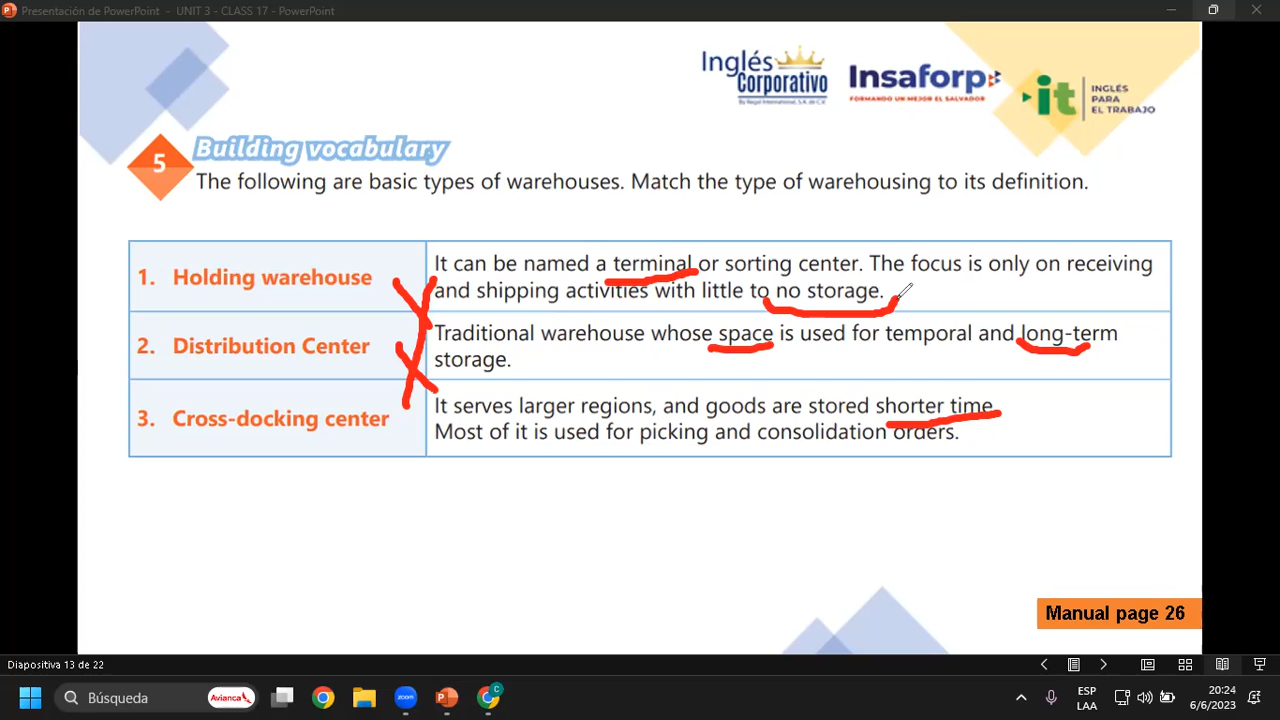 Presentación de PowerPoint - UNIT 3 - CLASS 17 - PowerPoint
Inglés
Corporativo
By Regal International, S.A. de C.V.
Insaforp
FORMANDO UN MEJOR EL SALVADOR
it
INGLÉS
PARA
EL TRABAJO
5 Building vocabulary
The following are basic types of warehouses. Match the type of warehousing to its definition.
1. Holding warehouse
It can be named a terminal or sorting center. The focus is only on receiving
and shipping activities with little to no storage.
2. Distribution Center
Traditional warehouse whose space is used for temporal and long-term
storage.
3. Cross-docking center
It serves larger regions, and goods are stored shorter time.
Most of it is used for picking and consolidation orders.
Manual page 26
Diapositiva 13 de 22
Búsqueda
Avianca
zoom
C
ESP
LAA
20:24
6/6/2023